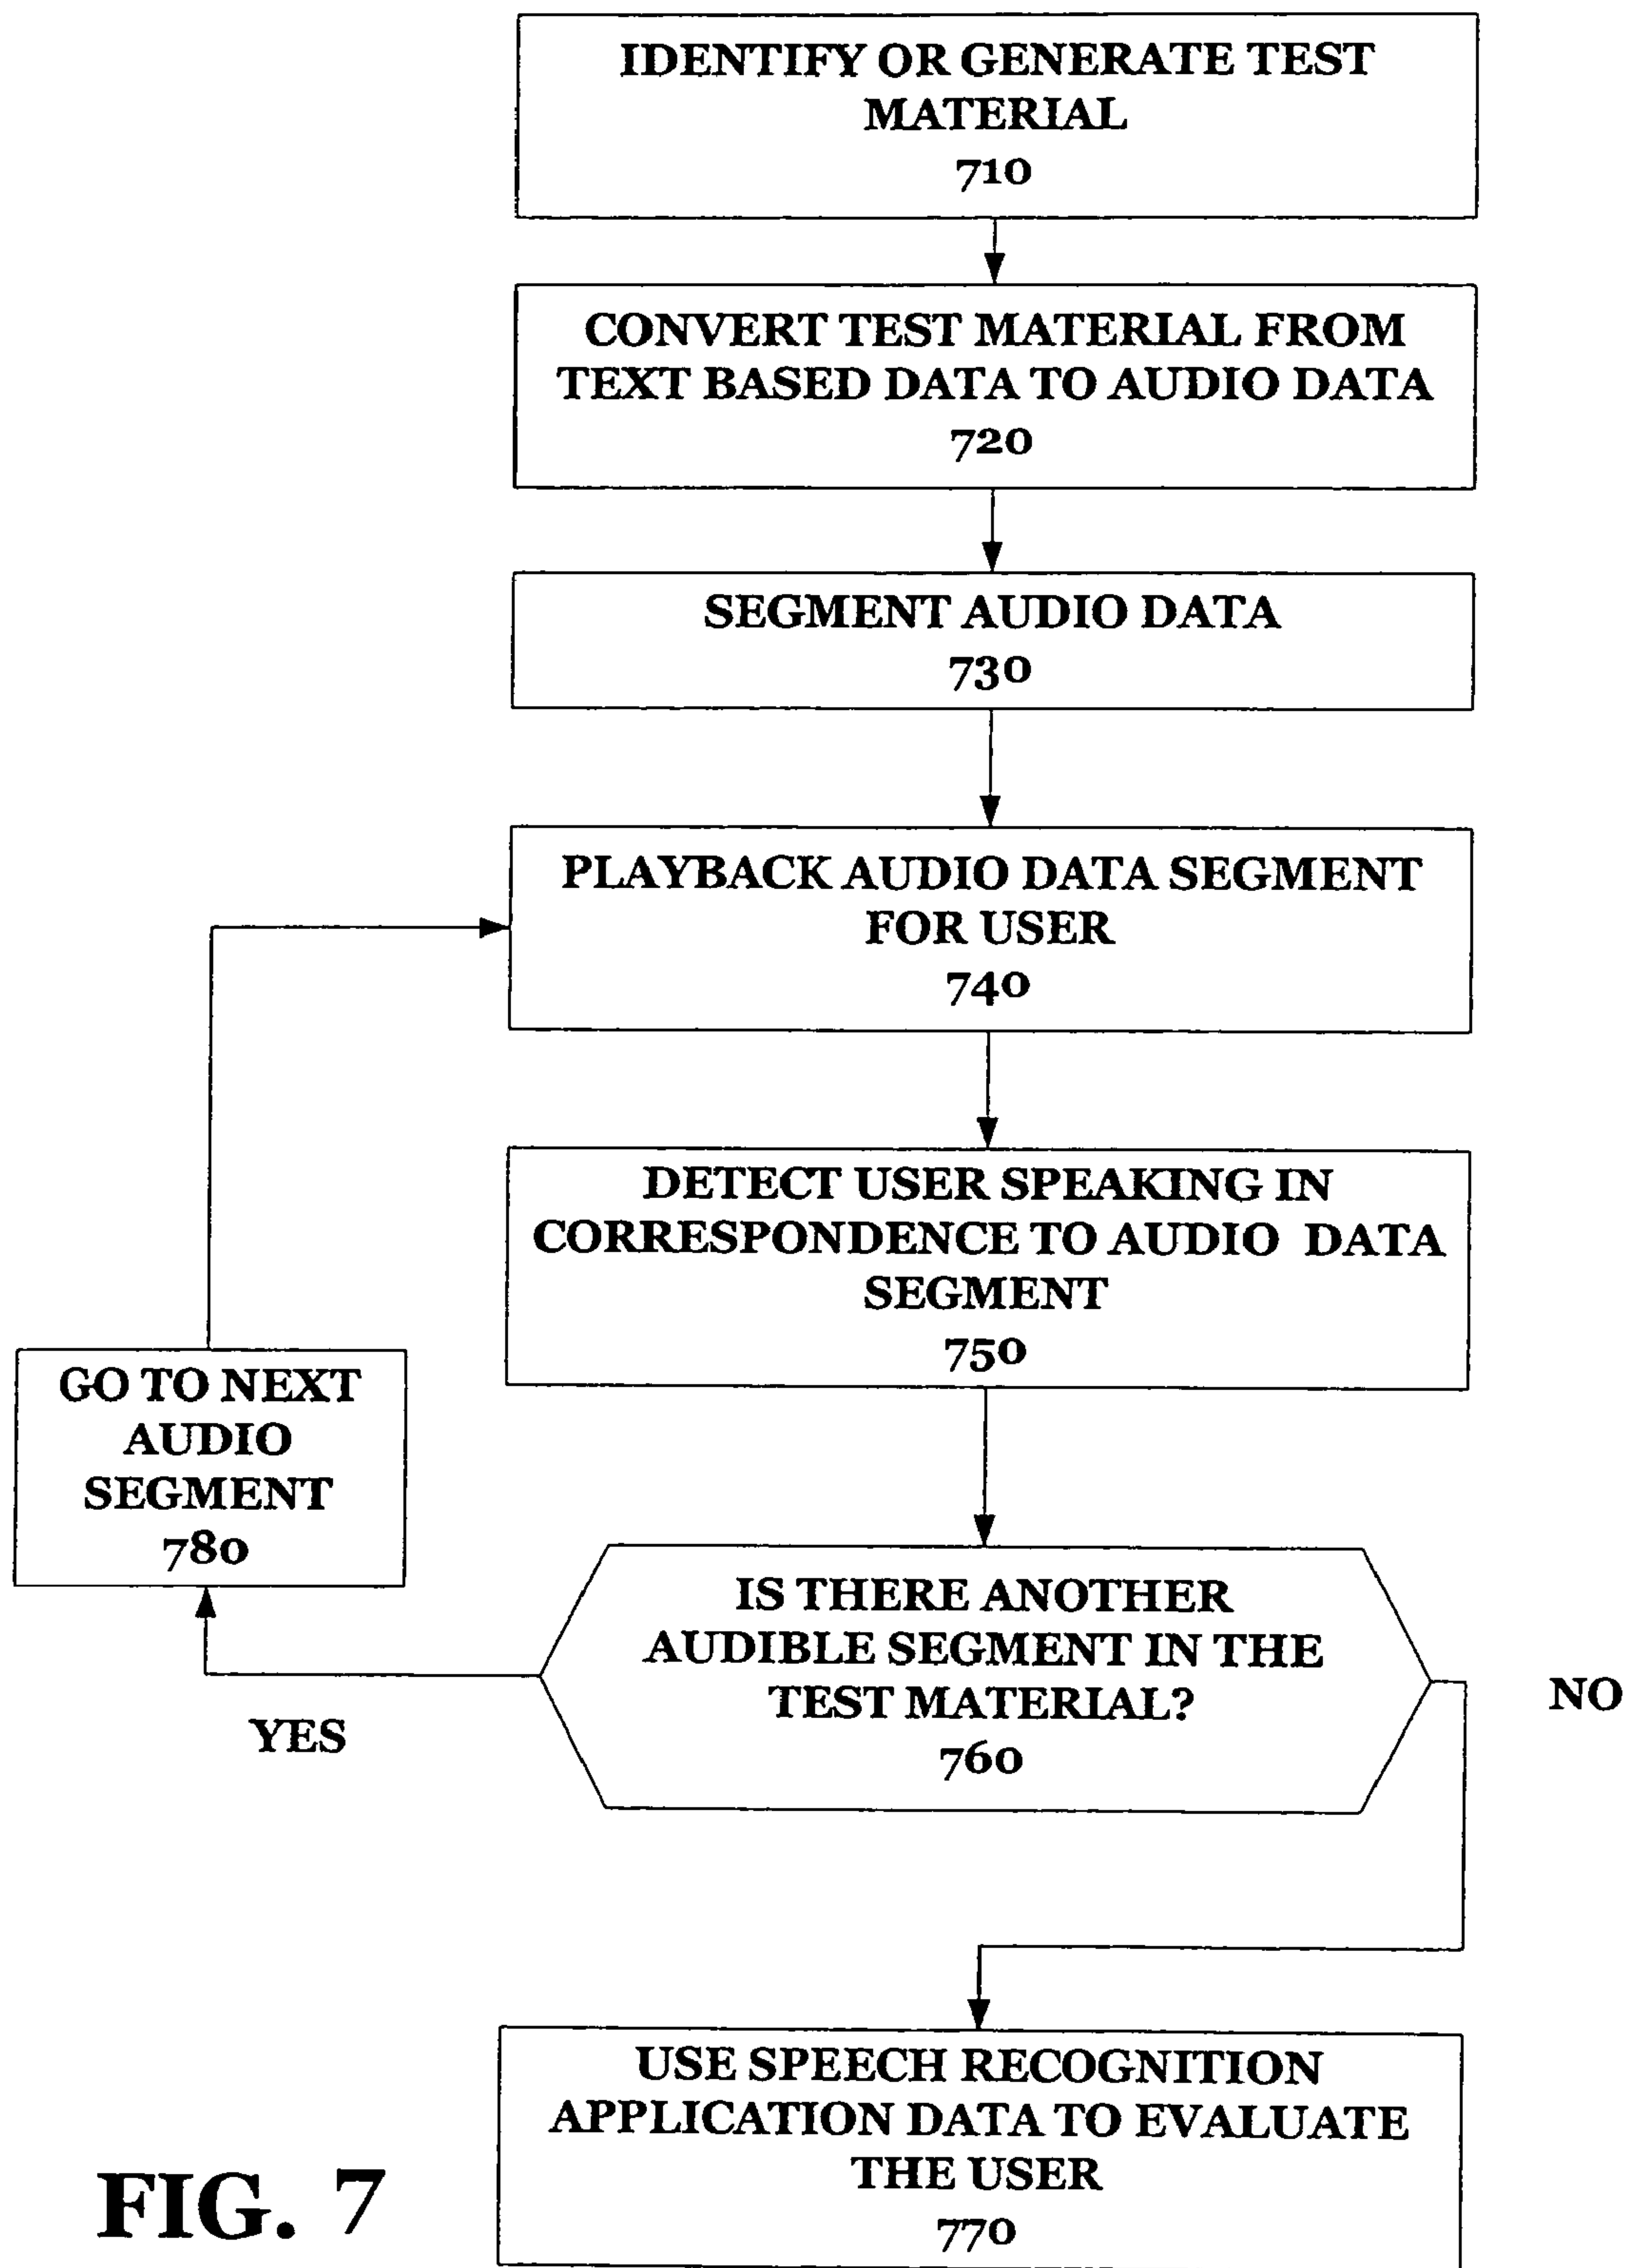 IDENTIFY OR GENERATE TEST
MATERIAL
710
CONVERT TEST MATERIAL FROM
TEXT BASED DATA TO AUDIO DATA
720
SEGMENT AUDIO DATA
730
PLAYBACK AUDIO DATA SEGMENT
FOR USER
740
DETECT USER SPEAKING IN
CORRESPONDENCE TO AUDIO DATA
SEGMENT
750
GO TO NEXT
AUDIO
SEGMENT
780
IS THERE ANOTHER
AUDIBLE SEGMENT IN THE
TEST MATERIAL?
760
YES
NO
USE SPEECH RECOGNITION
APPLICATION DATA TO EVALUATE
THE USER
770
FIG. 7